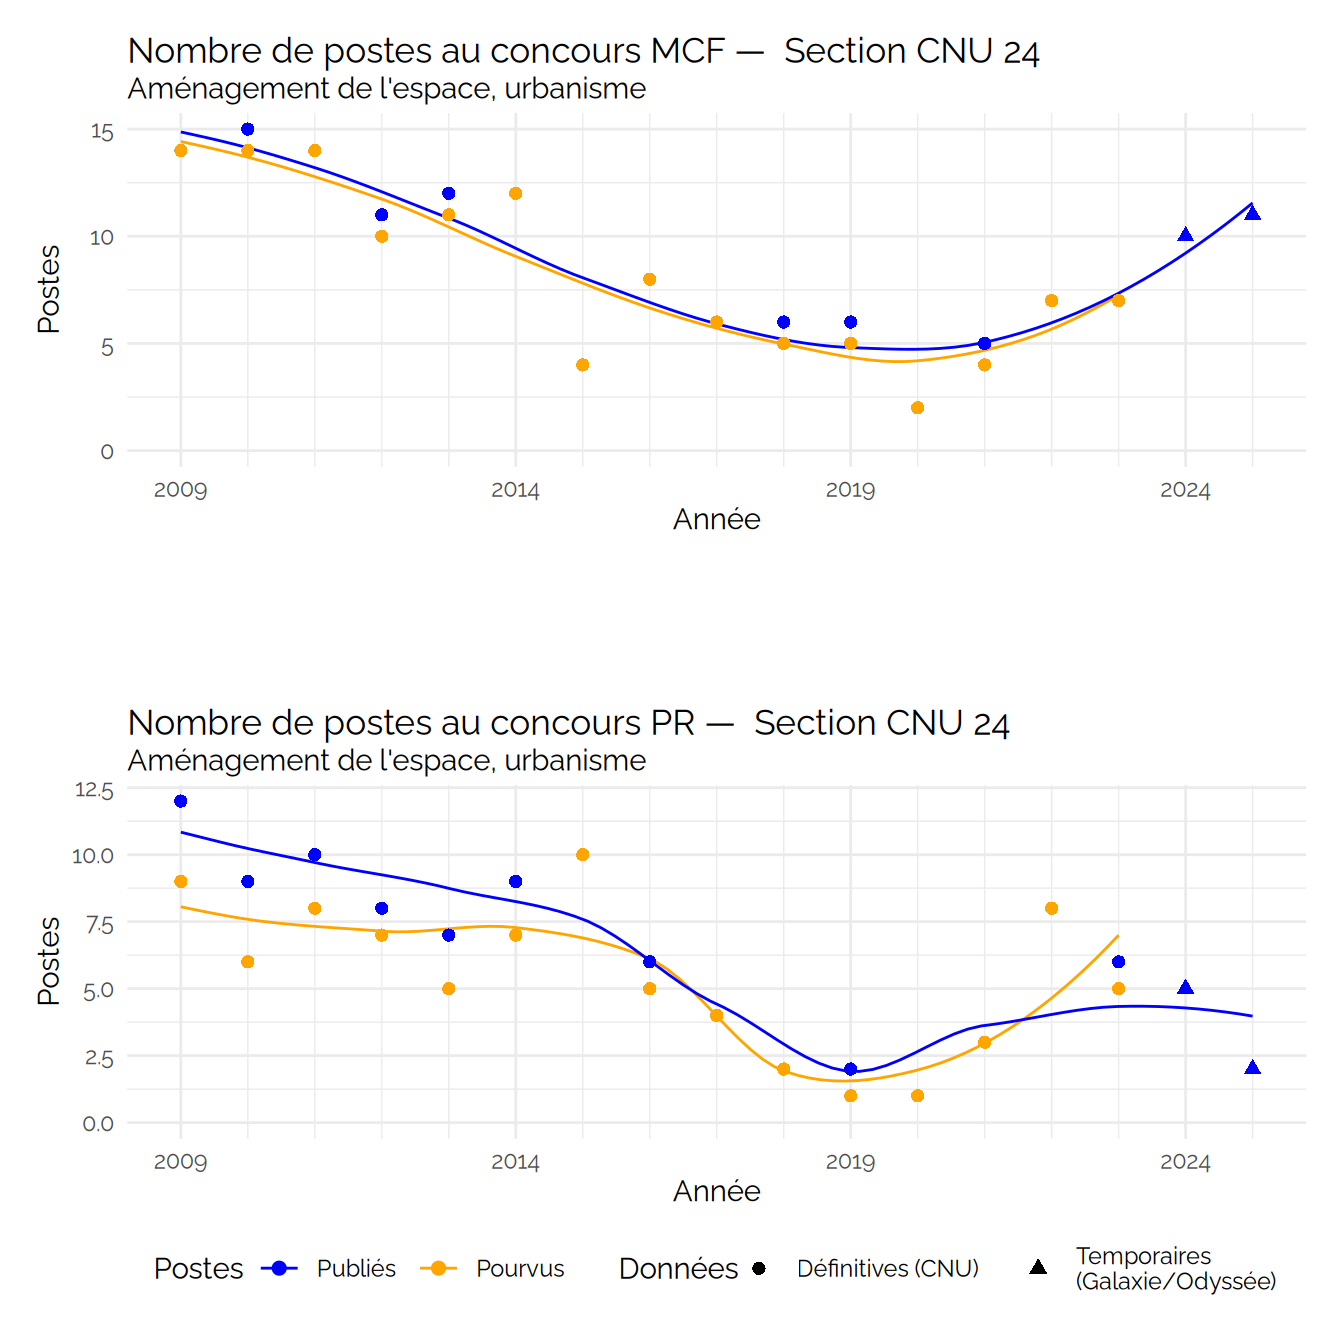 Nombre de postes au concours MCF —  Section CNU 24
Aménagement de l'espace, urbanisme
15
10
5
0
Postes
2009 2014 2019 2024
Année
Nombre de postes au concours PR —  Section CNU 24
Aménagement de l'espace, urbanisme
12.5
10.0
7.5
5.0
2.5
0.0
Postes
2009 2014 2019 2024
Année
Postes Publiés Pourvus Données Définitives (CNU) Temporaires
(Galaxie/Odyssée)